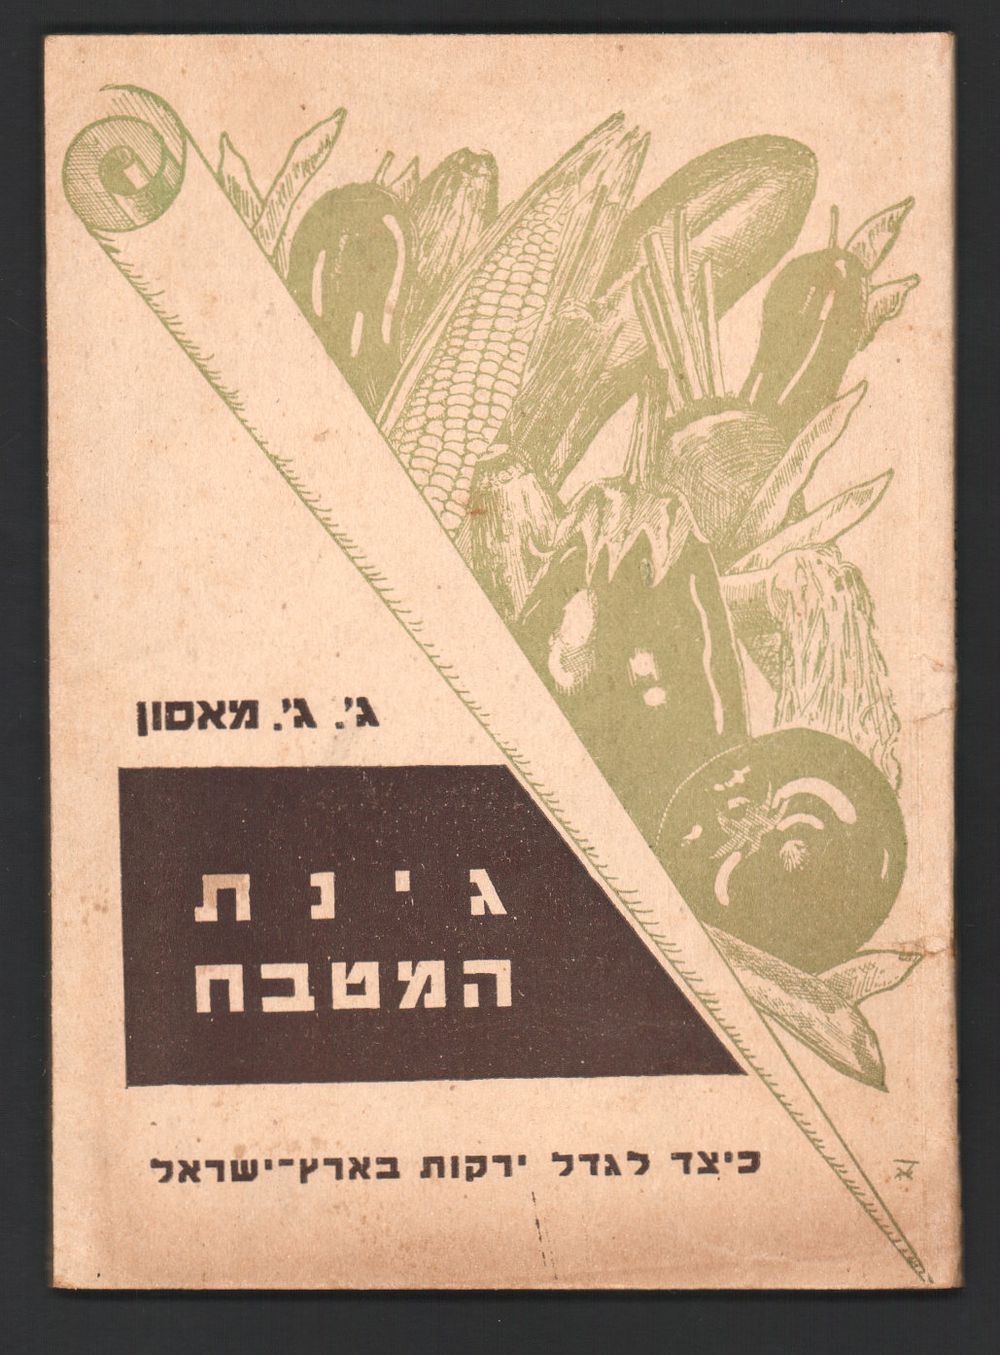 ג'. ג'. מאסון
גינת
המטבח
כיצד לגדל ירקות בארץ־ישראל